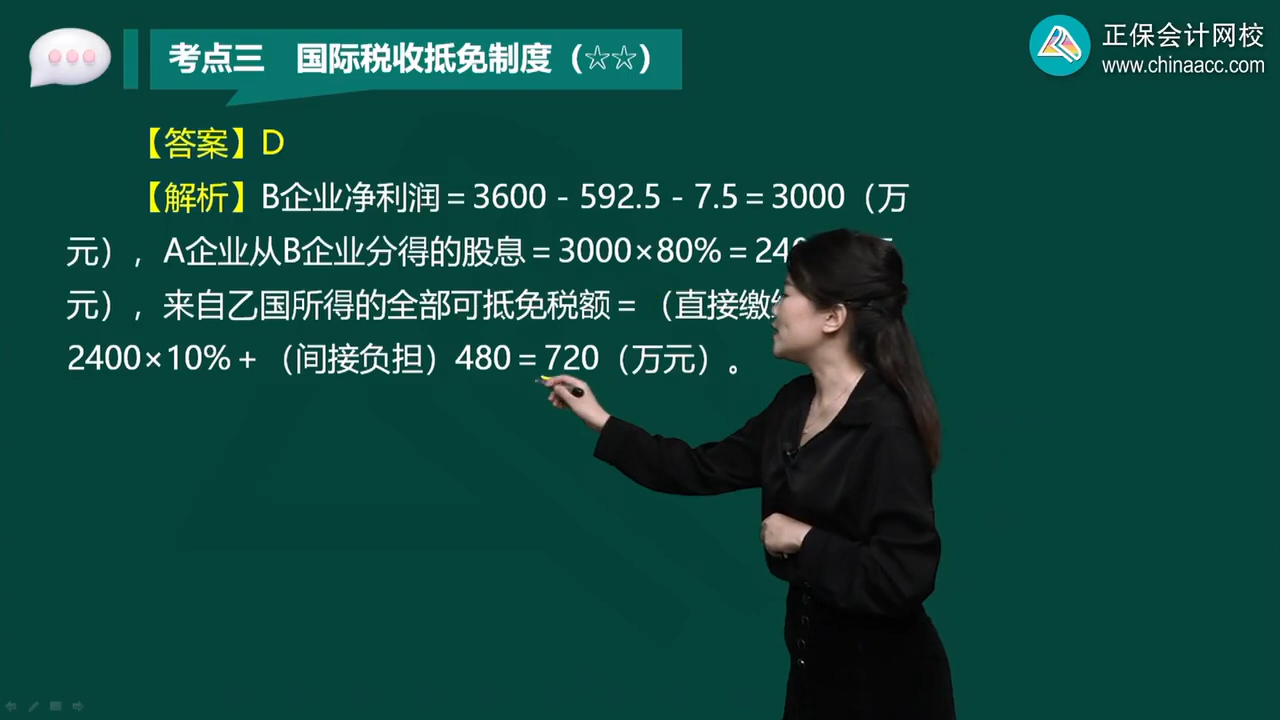 考点三 国际税收抵免制度（☆☆）
正保会计网校
www.chinaacc.com
【答案】D
【解析】B企业净利润＝3600－592.5－7.5＝3000（万
元），A企业从B企业分得的股息＝3000×80%＝24
元），来自乙国所得的全部可抵免税额＝（直接缴
2400×10%＋（间接负担）480＝720（万元）。